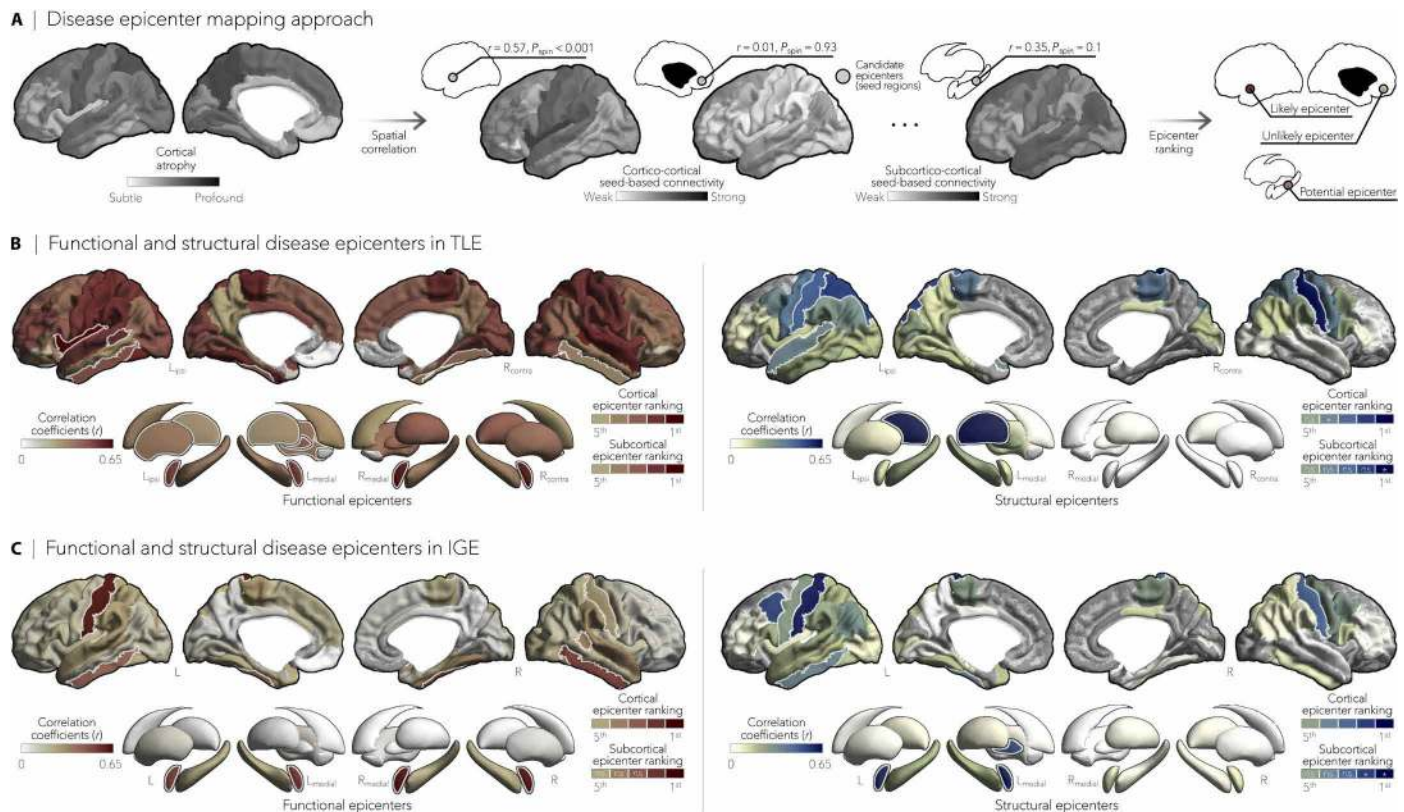 A | Disease epicenter mapping approach
r = 0.57, Pspin < 0.001
r = 0.01, Pspin = 0.93
r = 0.35, Pspin = 0.1
Candidate
epicenters
(seed regions)
Spatial
correlation
Cortical
atrophy
Subtle Profound
Cortico-cortical
seed-based connectivity
Weak Strong
. . .
Subcortico-cortical
seed-based connectivity
Weak Strong
Epicenter
ranking
Likely epicenter
Unlikely epicenter
Potential epicenter
B | Functional and structural disease epicenters in TLE
Lipsi
Rcontra
Correlation
coefficients (r)
0 0.65
Lipsi
Lmedial
Rmedial
Rcontra
Cortical
epicenter ranking
5th 1st
Subcortical
epicenter ranking
5th 1st
Functional epicenters
Lipsi
Rcontra
Correlation
coefficients (r)
0 0.65
Lipsi
Lmedial
Rmedial
Rcontra
Cortical
epicenter ranking
5th 1st
Subcortical
epicenter ranking
5th 1st
Structural epicenters
C | Functional and structural disease epicenters in IGE
L
R
Correlation
coefficients (r)
0 0.65
L
Lmedial
Rmedial
R
Cortical
epicenter ranking
5th 1st
Subcortical
epicenter ranking
5th 1st
Functional epicenters
L
R
Correlation
coefficients (r)
0 0.65
L
Lmedial
Rmedial
R
Cortical
epicenter ranking
5th 1st
Subcortical
epicenter ranking
5th 1st
Structural epicenters